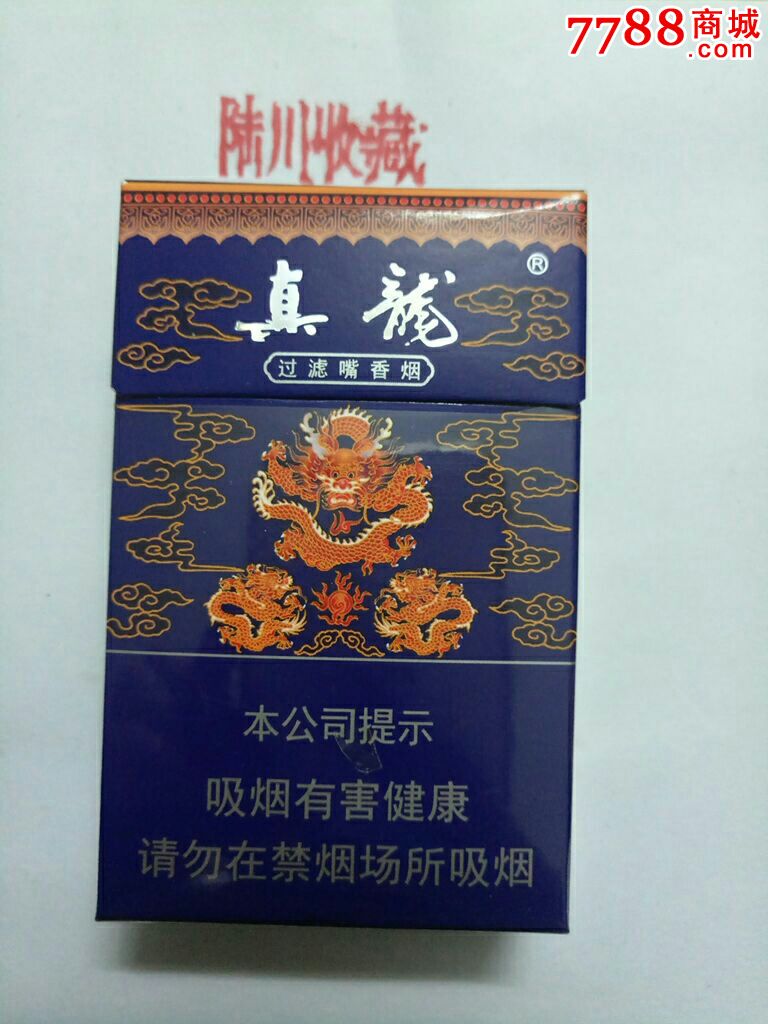 7788商城
.com
陆川收藏
真龍®
过滤嘴香烟
本公司提示
吸烟有害健康
请勿在禁烟场所吸烟